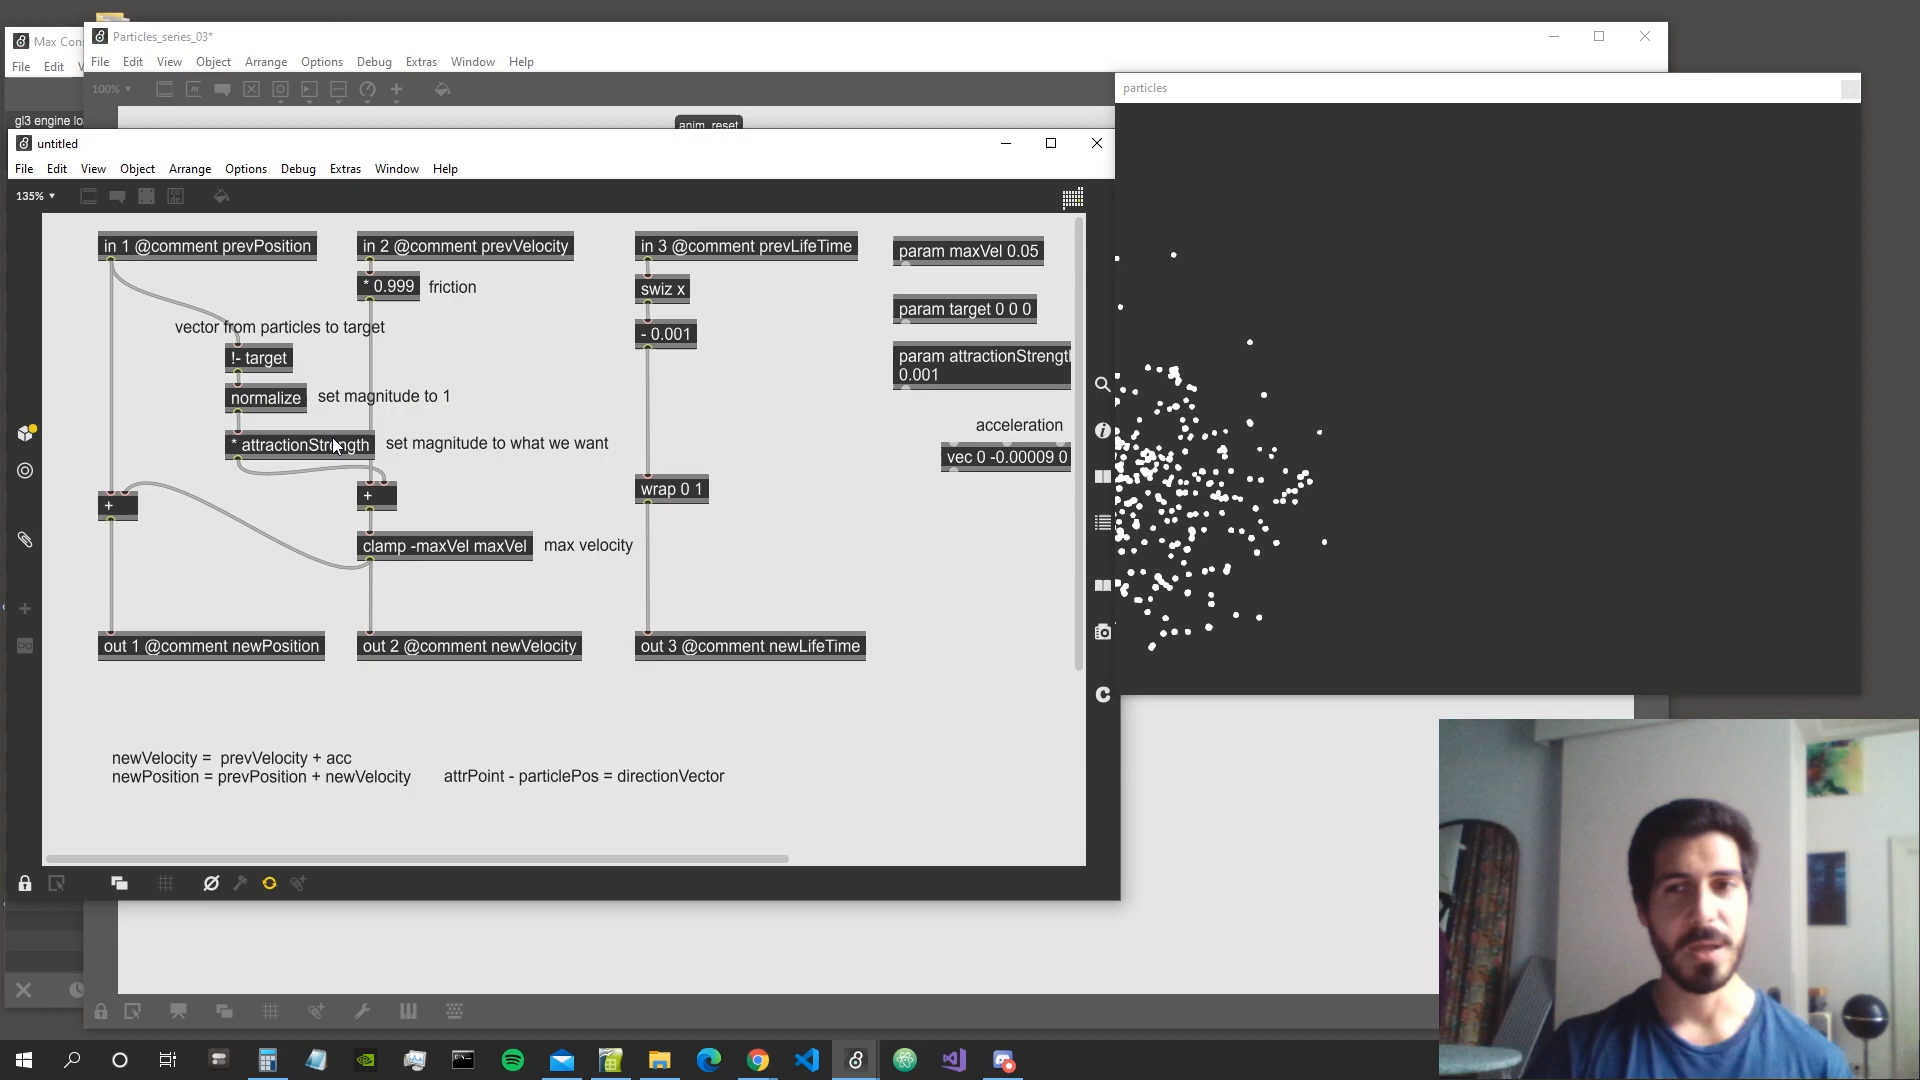 Max Con
File Edit V
gl3 engine lo
Particles_series_03*
File Edit View Object Arrange Options Debug Extras Window Help
100%
anim_reset
particles
untitled
File Edit View Object Arrange Options Debug Extras Window Help
135%
in 1 @comment prevPosition
in 2 @comment prevVelocity
in 3 @comment prevLifeTime
param maxVel 0.05
* 0.999
friction
swiz x
param target 0 0 0
vector from particles to target
- 0.001
!- target
param attractionStrength
0.001
normalize
set magnitude to 1
* attractionStrength
set magnitude to what we want
acceleration
vec 0 -0.00009 0
+
+
wrap 0 1
clamp -maxVel maxVel
max velocity
out 1 @comment newPosition
out 2 @comment newVelocity
out 3 @comment newLifeTime
newVelocity = prevVelocity + acc
newPosition = prevPosition + newVelocity
attrPoint - particlePos = directionVector